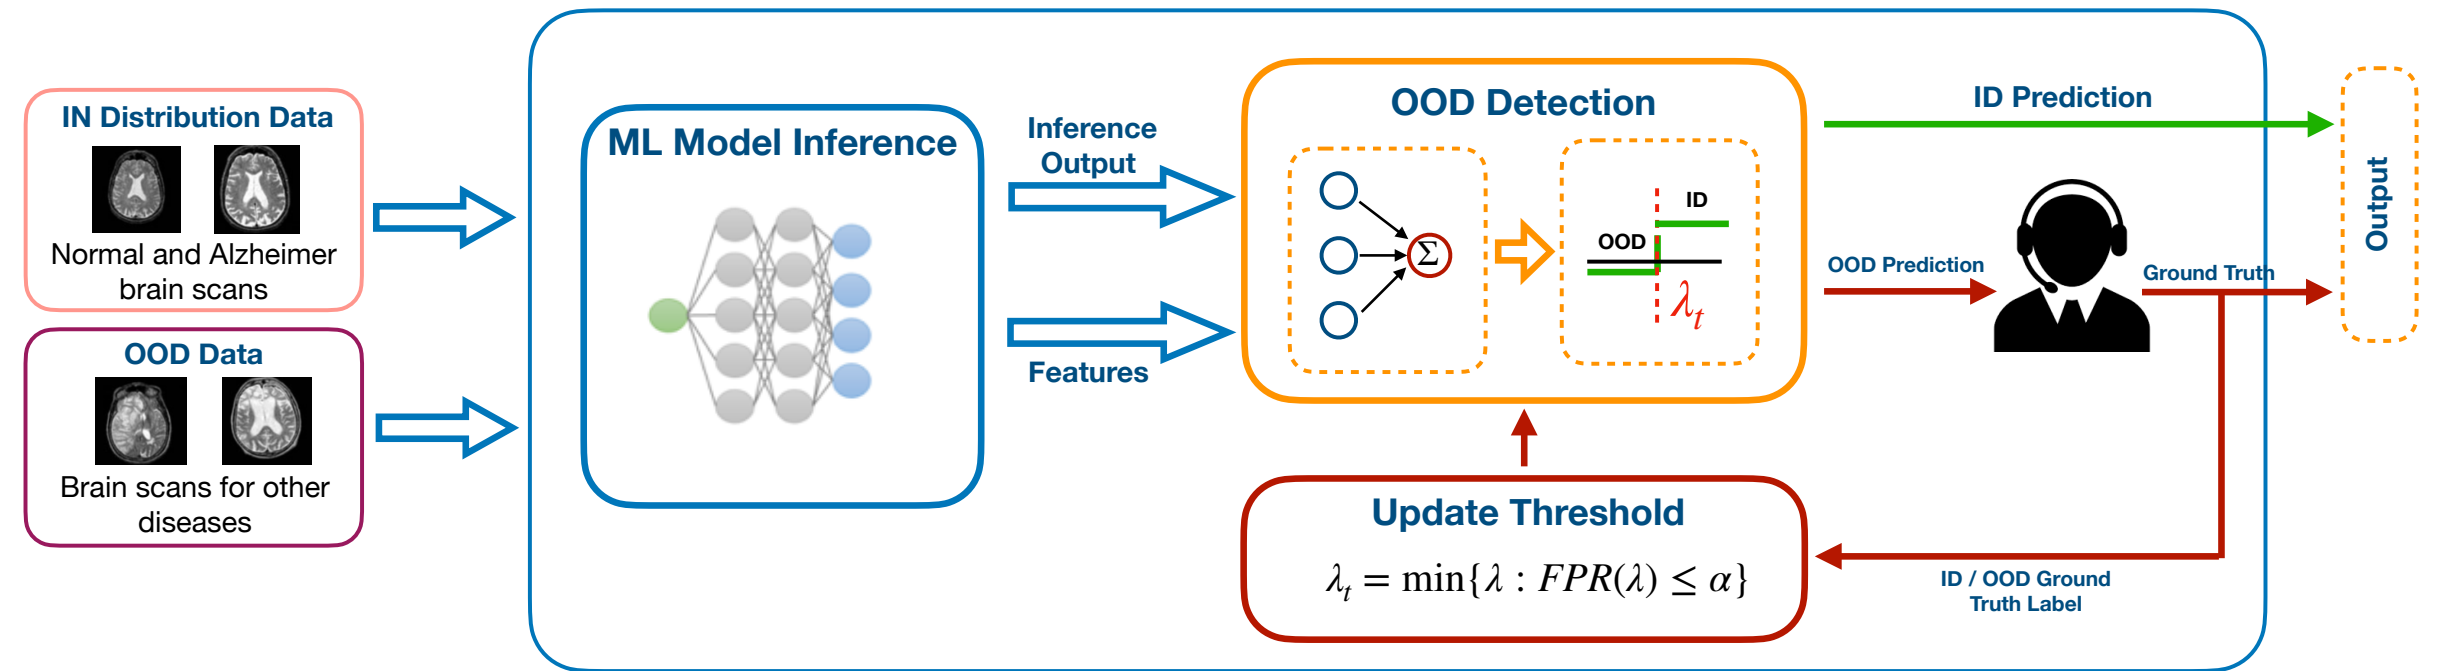 IN Distribution Data
Normal and Alzheimer
brain scans
OOD Data
Brain scans for other
diseases
ML Model Inference
Inference
Output
Features
OOD Detection
Σ
OOD
ID
λt
Update Threshold
λt = min{λ : FPR(λ) ≤ α}
ID Prediction
OOD Prediction
Ground Truth
ID / OOD Ground
Truth Label
Output